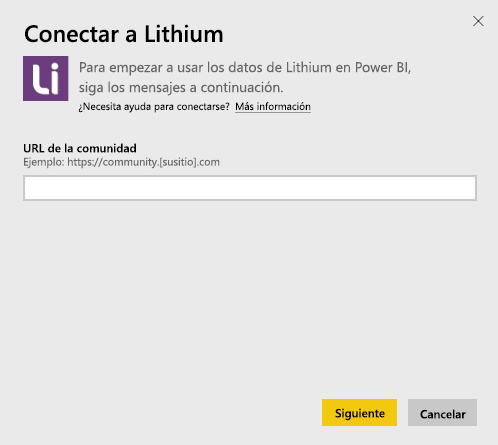 Conectar a Lithium
Li
Para empezar a usar los datos de Lithium en Power BI,
siga los mensajes a continuación.
¿Necesita ayuda para conectarse? Más información
URL de la comunidad
Ejemplo: https://community.[susitio].com
Siguiente
Cancelar